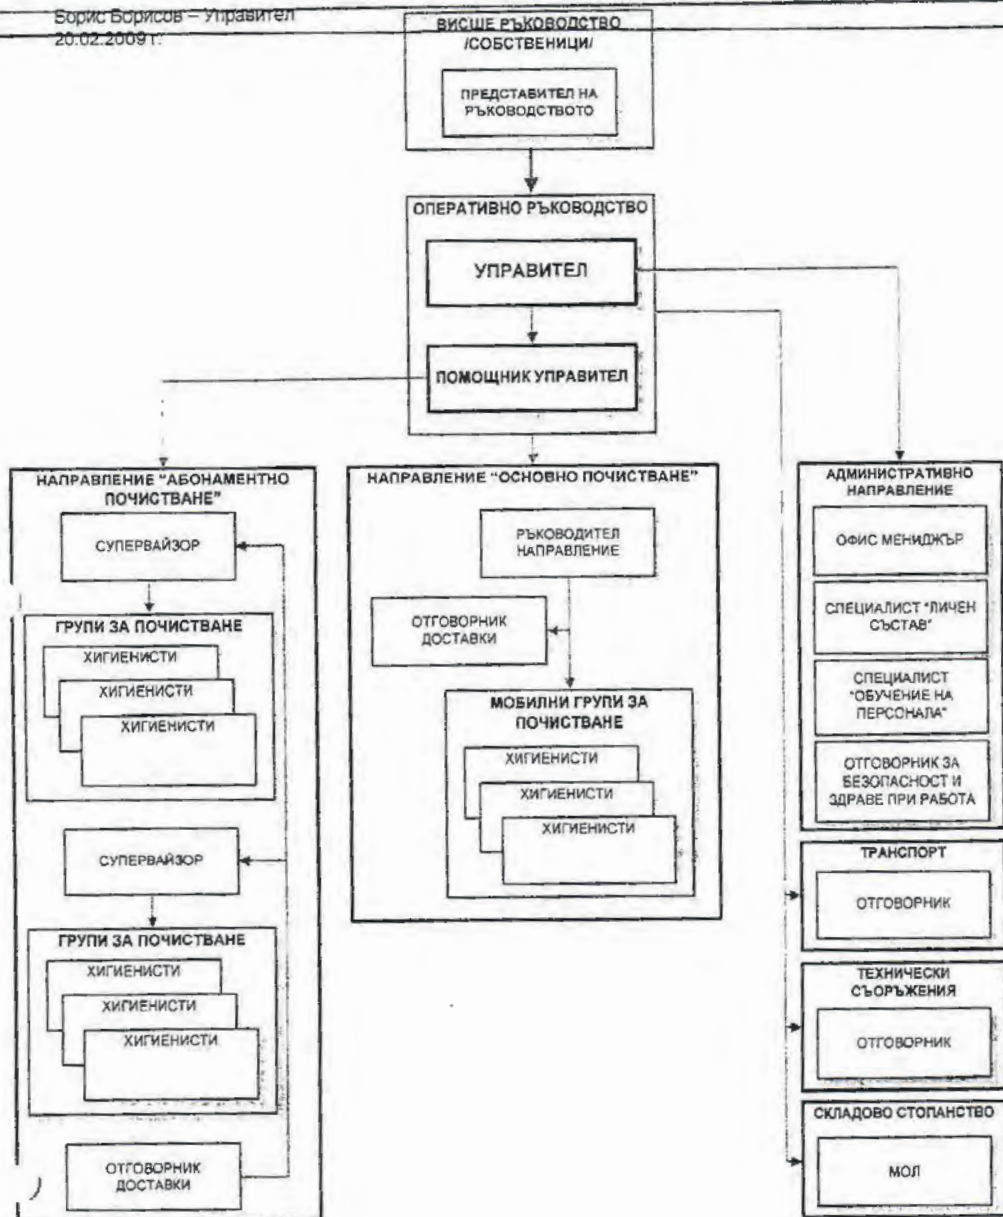 Борис Борисов – Управител
20.02.2009 г.
ВИСШЕ РЪКОВОДСТВО
/СОБСТВЕНИЦИ/
ПРЕДСТАВИТЕЛ НА
РЪКОВОДСТВОТО
ОПЕРАТИВНО РЪКОВОДСТВО
УПРАВИТЕЛ
ПОМОЩНИК УПРАВИТЕЛ
НАПРАВЛЕНИЕ "АБОНАМЕНТНО
ПОЧИСТВАНЕ"
СУПЕРВАЙЗОР
ГРУПИ ЗА ПОЧИСТВАНЕ
ХИГИЕНИСТИ
ХИГИЕНИСТИ
ХИГИЕНИСТИ
СУПЕРВАЙЗОР
ГРУПИ ЗА ПОЧИСТВАНЕ
ХИГИЕНИСТИ
ХИГИЕНИСТИ
ХИГИЕНИСТИ
ОТГОВОРНИК
ДОСТАВКИ
НАПРАВЛЕНИЕ "ОСНОВНО ПОЧИСТВАНЕ"
РЪКОВОДИТЕЛ
НАПРАВЛЕНИЕ
ОТГОВОРНИК
ДОСТАВКИ
МОБИЛНИ ГРУПИ ЗА
ПОЧИСТВАНЕ
ХИГИЕНИСТИ
ХИГИЕНИСТИ
ХИГИЕНИСТИ
АДМИНИСТРАТИВНО
НАПРАВЛЕНИЕ
ОФИС МЕНИДЖЪР
СПЕЦИАЛИСТ "ЛИЧЕН
СЪСТАВ"
СПЕЦИАЛИСТ
"ОБУЧЕНИЕ НА
ПЕРСОНАЛА"
ОТГОВОРНИК ЗА
БЕЗОПАСНОСТ И
ЗДРАВЕ ПРИ РАБОТА
ТРАНСПОРТ
ОТГОВОРНИК
ТЕХНИЧЕСКИ
СЪОРЪЖЕНИЯ
ОТГОВОРНИК
СКЛАДОВО СТОПАНСТВО
МОЛ